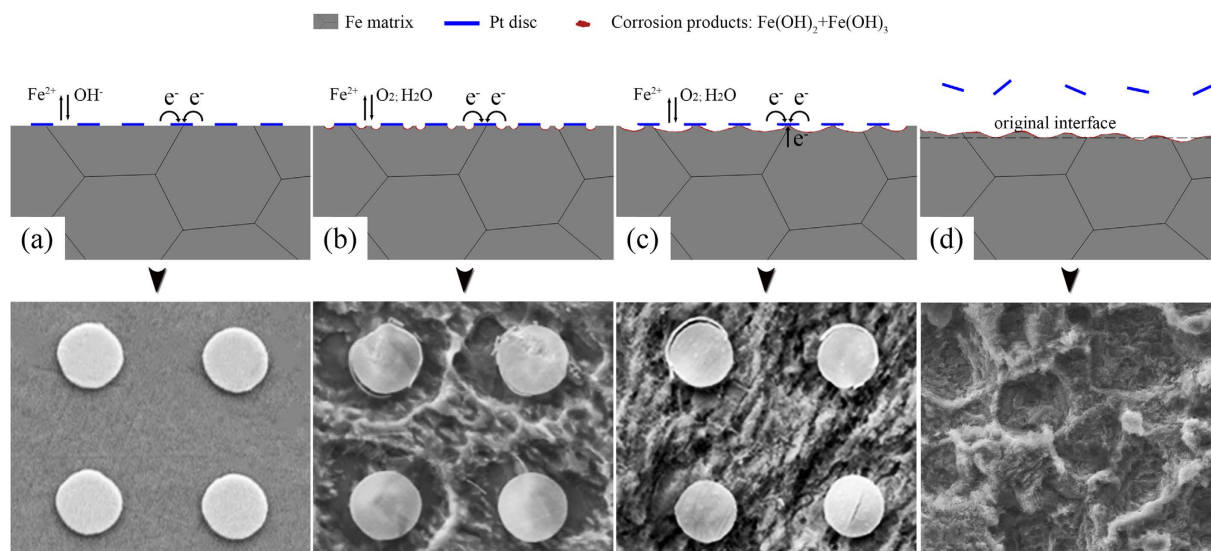 Fe matrix Pt disc Corrosion products: Fe(OH)₂+Fe(OH)₃
Fe²⁺ OH⁻ e⁻ e⁻
Fe²⁺ O₂; H₂O e⁻ e⁻
Fe²⁺ O₂; H₂O e⁻ e⁻
e⁻
original interface
(a) (b) (c) (d)